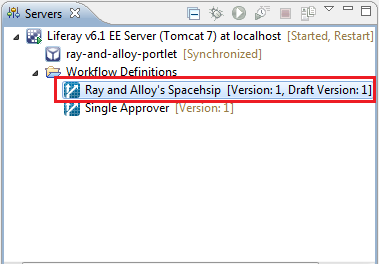 Servers
Liferay v6.1 EE Server (Tomcat 7) at localhost [Started, Restart]
ray-and-alloy-portlet [Synchronized]
Workflow Definitions
Ray and Alloy's Spacehsip [Version: 1, Draft Version: 1]
Single Approver [Version: 1]